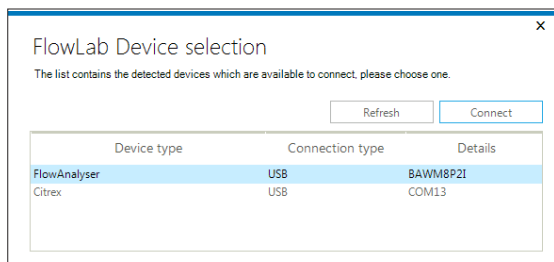 x
FlowLab Device selection
The list contains the detected devices which are available to connect, please choose one.
Refresh Connect
Device type Connection type Details
FlowAnalyser USB BAWM8P2I
Citrex USB COM13